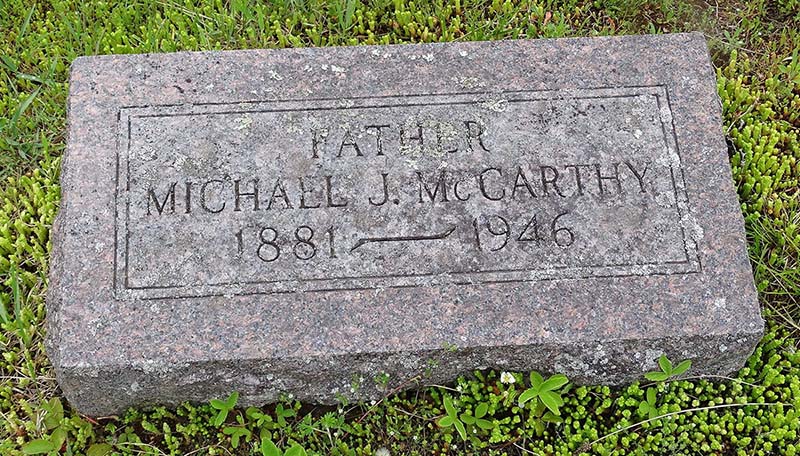 FATHER
MICHAEL J. McCARTHY
1881 — 1946